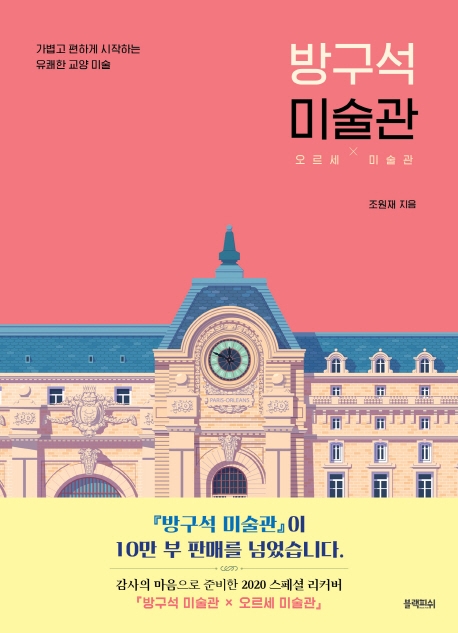 가볍고 편하게 시작하는
유쾌한 교양 미술
방구석
미술관
×
오르세 미술관
조원재 지음
PARIS-ORLEANS
『방구석 미술관』이
10만 부 판매를 넘었습니다.
감사의 마음으로 준비한 2020 스페셜 리커버
『방구석 미술관 × 오르세 미술관』
블랙피쉬